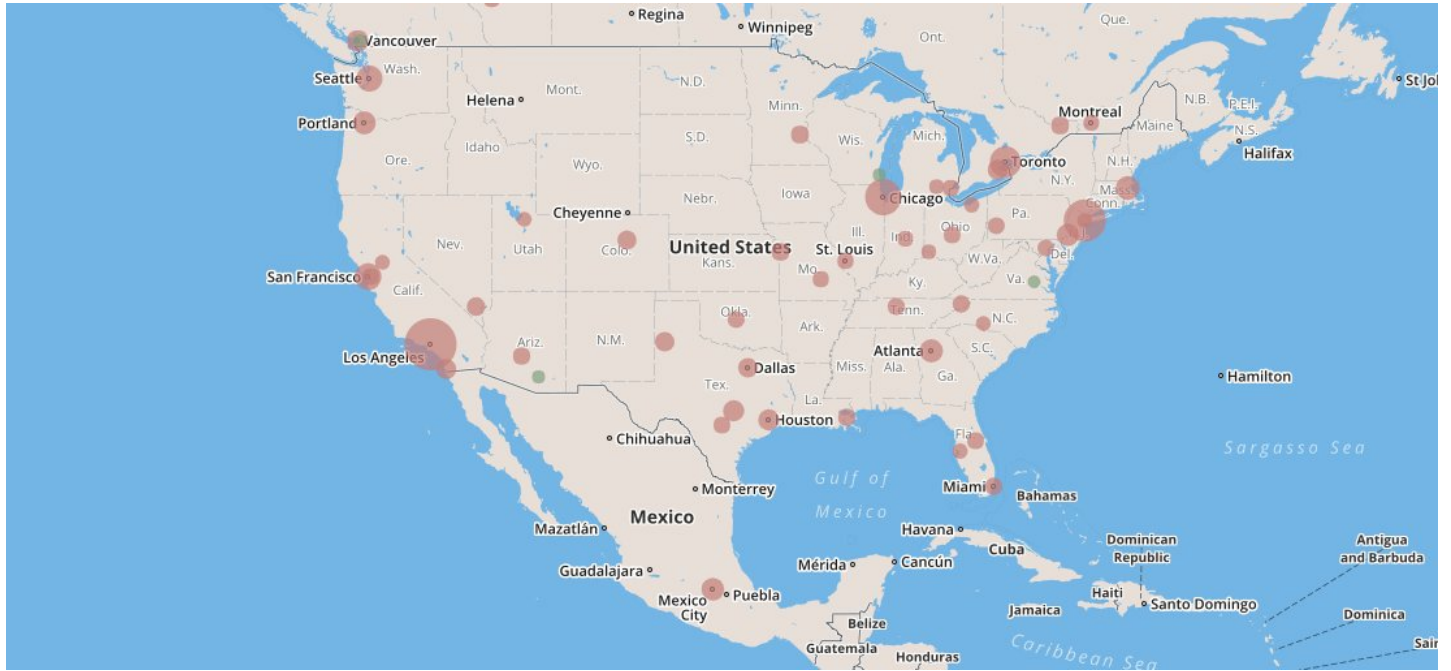 Regina
Winnipeg
Ont.
Que.
Vancouver
Wash.
Seattle
Mont.
N.D.
Minn.
Helena
Portland
Montreal
N.B.
P.E.I.
Maine
N.S.
Halifax
S.D.
Wis.
Mich.
Idaho
Ore.
Wyo.
Toronto
N.H.
N.Y.
Mass.
Conn.
Iowa
Nebr.
Chicago
Cheyenne
Pa.
Nev.
Utah
Colo.
United States
Kans.
Ill.
Ind.
Ohio
St. Louis
Mo.
W.Va.
Del.
San Francisco
Calif.
Ky.
Va.
Okla.
Tenn.
N.C.
Ariz.
N.M.
Ark.
Los Angeles
Atlanta
S.C.
Dallas
Miss.
Ala.
Ga.
Hamilton
Tex.
La.
Houston
Chihuahua
Fla.
Sargasso Sea
Gulf of
Mexico
Monterrey
Miami
Bahamas
Mexico
Mazatlán
Havana
Cuba
Dominican
Republic
Antigua
and Barbuda
Guadalajara
Mérida
Cancún
Mexico
City
Puebla
Haiti
Santo Domingo
Jamaica
Dominica
Belize
Guatemala
Honduras
Caribbean Sea